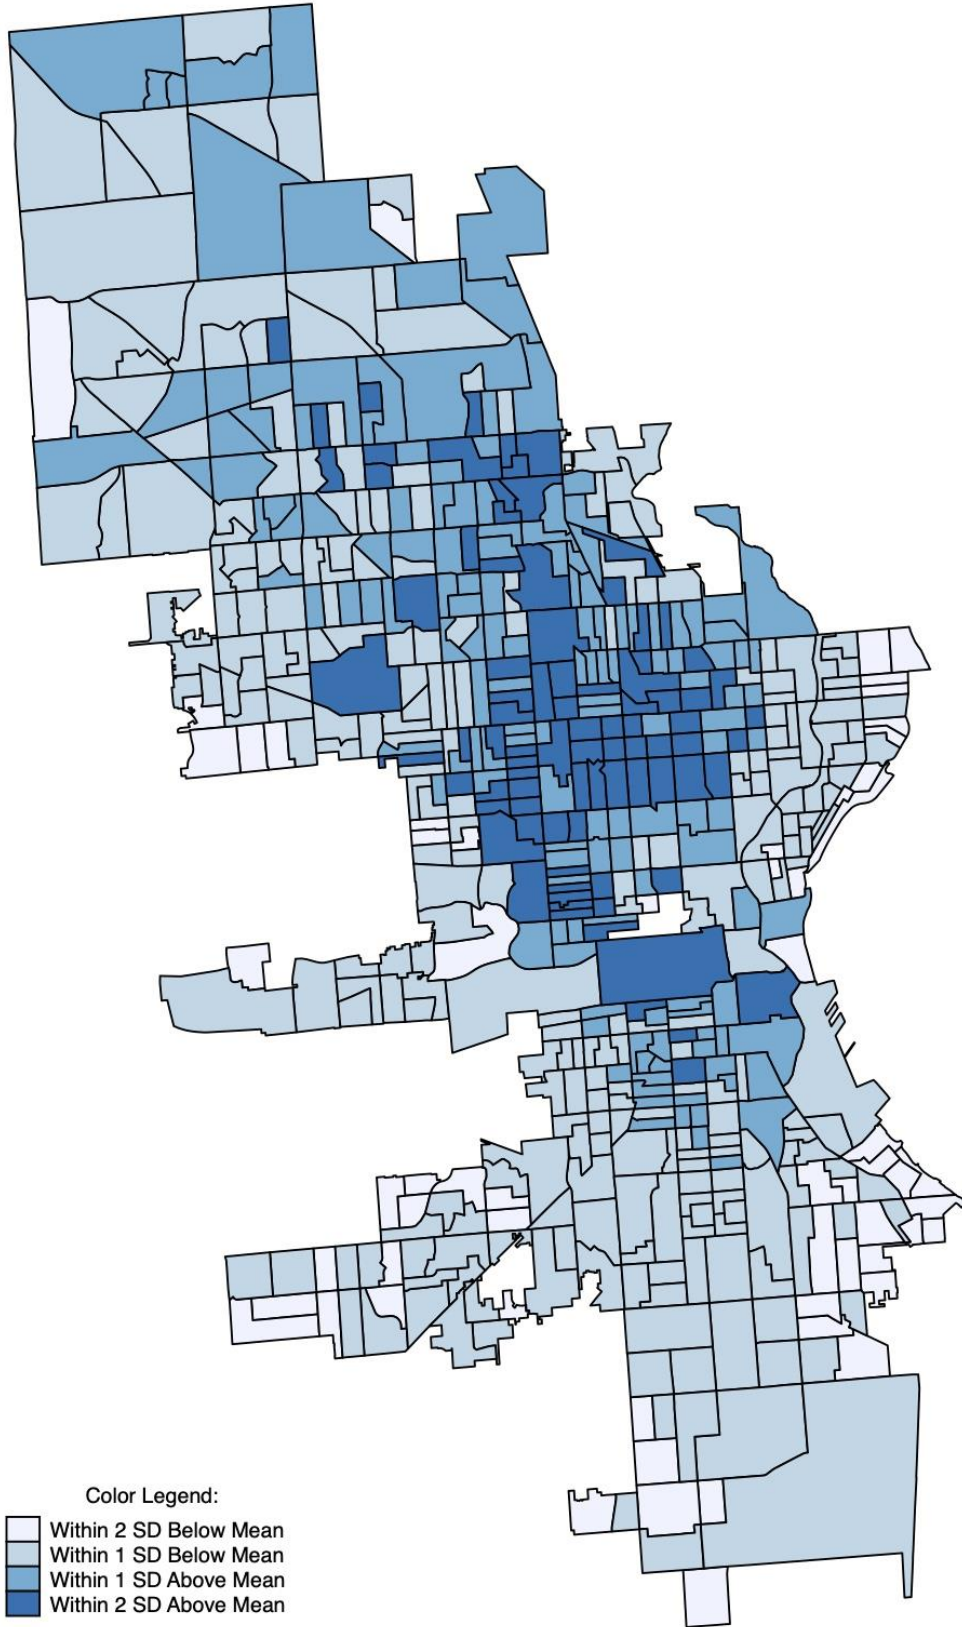 Color Legend:
Within 2 SD Below Mean
Within 1 SD Below Mean
Within 1 SD Above Mean
Within 2 SD Above Mean